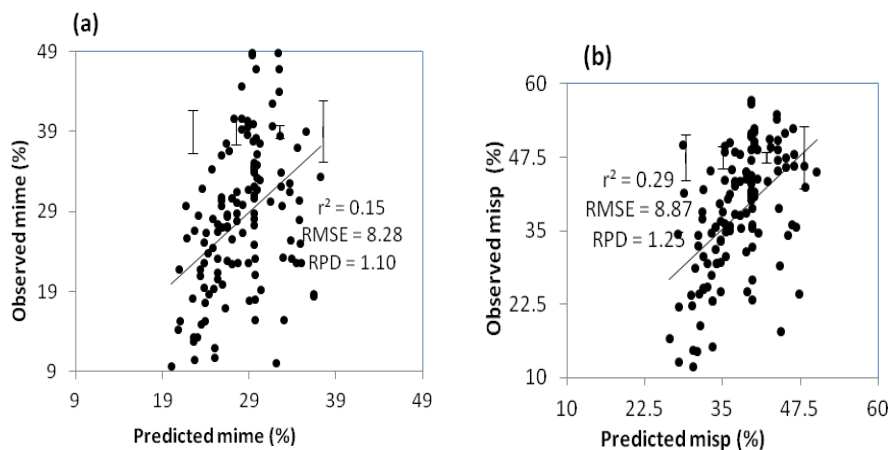 (a)
49
39
29
19
9
9 19 29 39 49
Observed mime (%)
Predicted mime (%)
r² = 0.15
RMSE = 8.28
RPD = 1.10
(b)
60
47.5
35
22.5
10
10 22.5 35 47.5 60
Observed misp (%)
Predicted misp (%)
r² = 0.29
RMSE = 8.87
RPD = 1.25